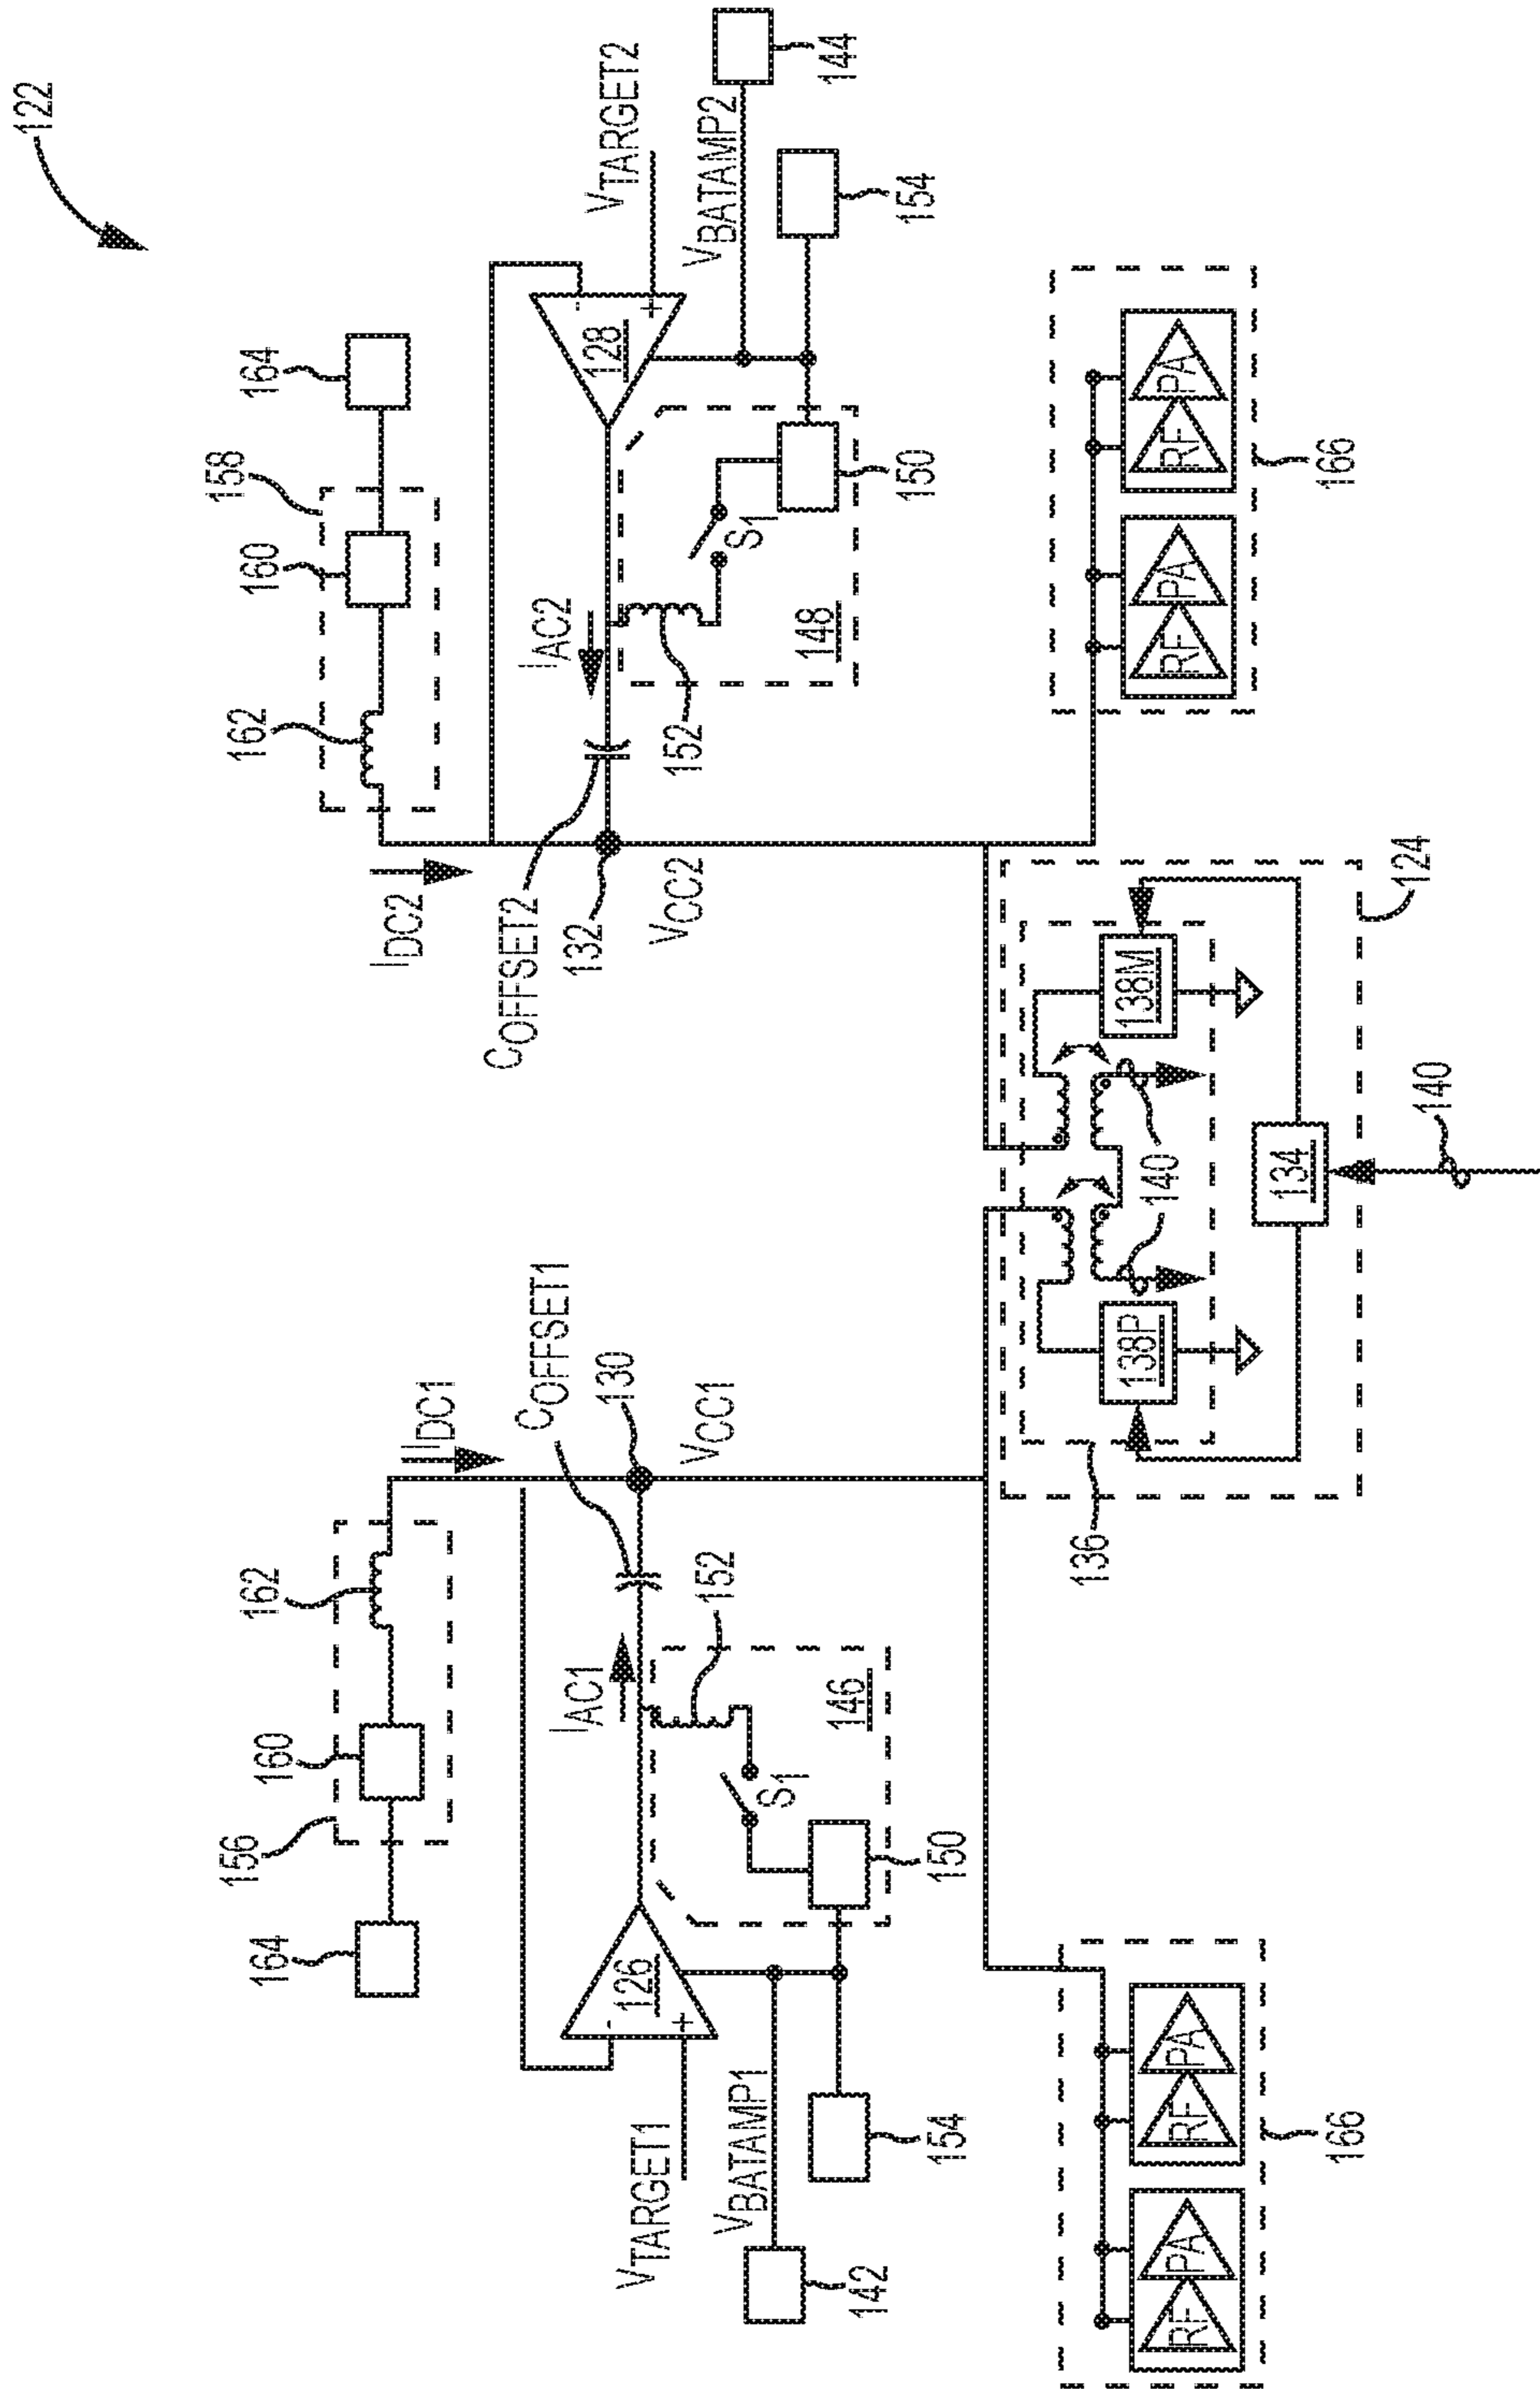 122
164
156
160
162
IDC1
IDC2
162
160
158
164
COFFSET1
130
VCC1
COFFSET2
132
VCC2
IAC1
IAC2
-
126
+
-
128
+
VTARGET1
VTARGET2
VBATAMP1
VBATAMP2
142
144
154
150
S1
152
146
152
S1
148
150
154
136
138P
140
138M
134
124
140
RF PA
RF PA
166
RF PA
RF PA
166